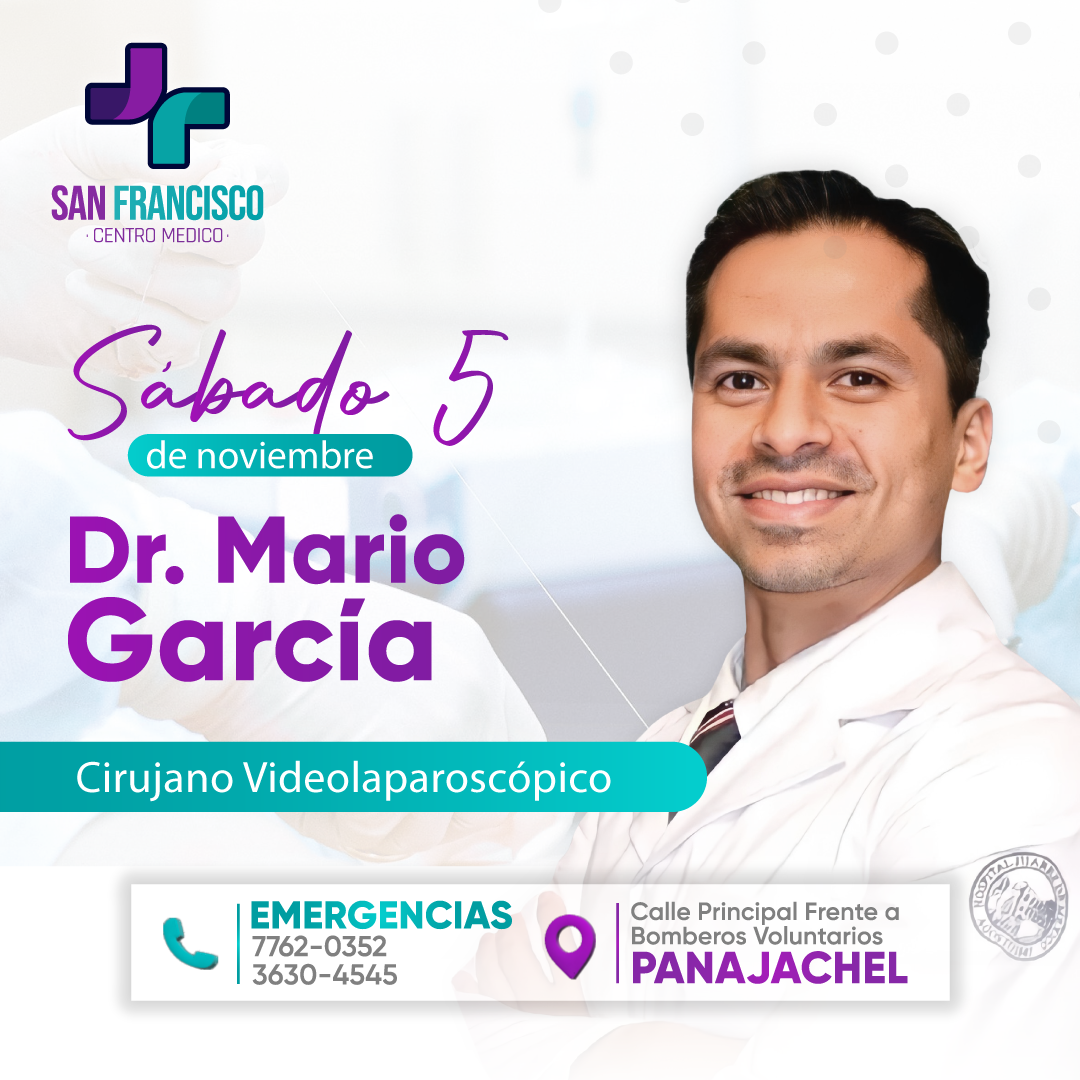 SAN FRANCISCO
· CENTRO MEDICO ·
Sábado 5
de noviembre
Dr. Mario
García
Cirujano Videolaparoscópico
EMERGENCIAS
7762-0352
3630-4545
Calle Principal Frente a
Bomberos Voluntarios
PANAJACHEL